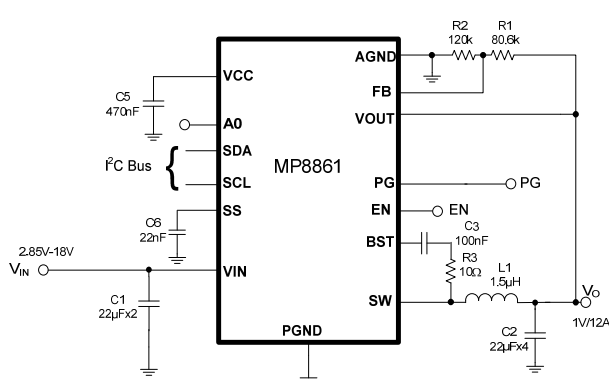 R2
120k
R1
80.6k
AGND
FB
VOUT
PG
PG
EN
EN
BST
C3
100nF
R3
10Ω
L1
1.5μH
SW
VO
1V/12A
C2
22μFx4
MP8861
VCC
C5
470nF
A0
SDA
I²C Bus
SCL
SS
C6
22nF
2.85V-18V
VIN
VIN
C1
22μFx2
PGND